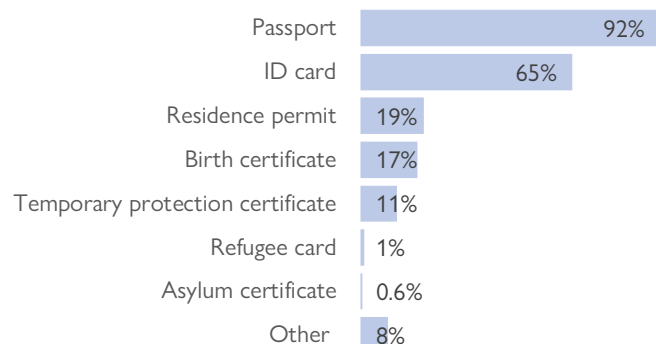 Passport 92%
ID card 65%
Residence permit 19%
Birth certificate 17%
Temporary protection certificate 11%
Refugee card 1%
Asylum certificate 0.6%
Other 8%